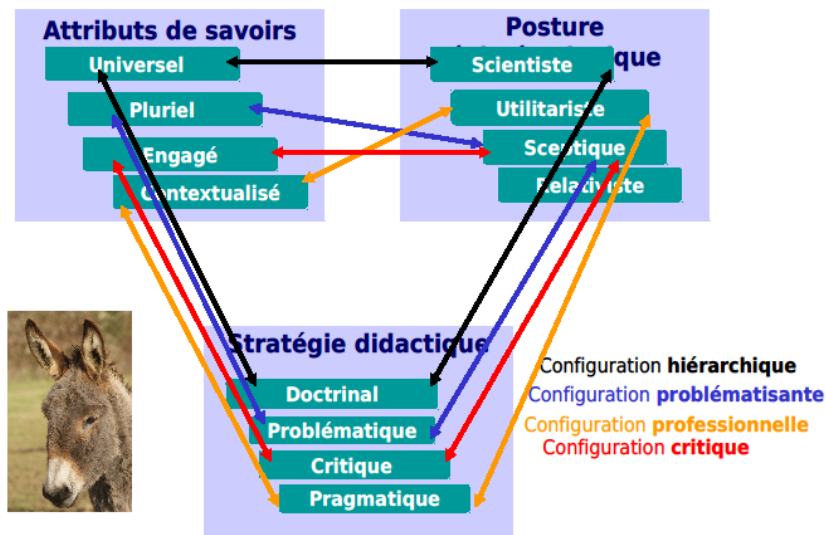 Attributs de savoirs
Universel
Pluriel
Engagé
Contextualisé
Posture
que
Scientiste
Utilitariste
Sceptique
Relativiste
Stratégie didactique
Doctrinal
Problématique
Critique
Pragmatique
Configuration hiérarchique
Configuration problématisante
Configuration professionnelle
Configuration critique